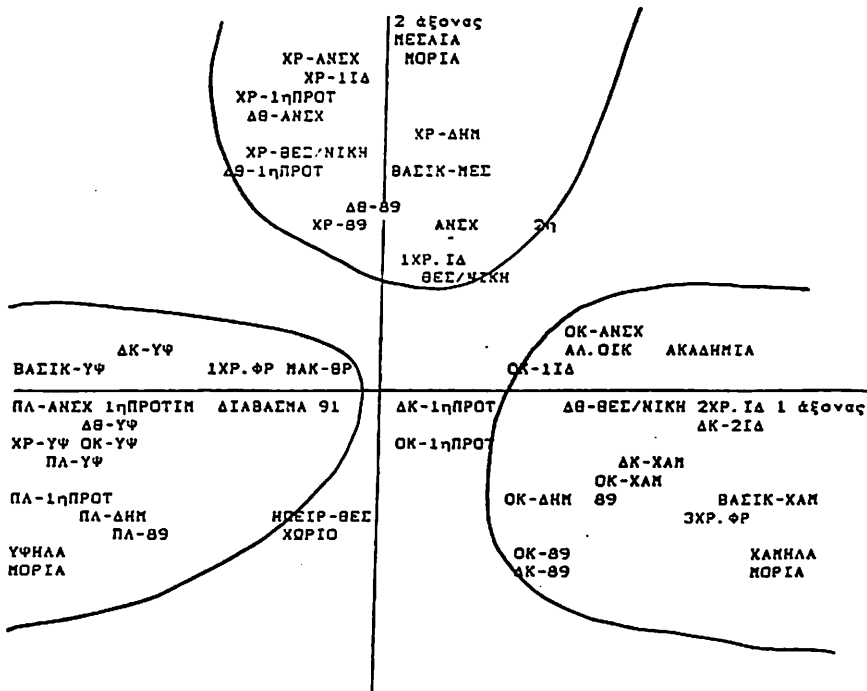 2 άξονας
ΜΕΣΑΙΑ
ΧΡ-ΑΝΣΧ ΜΟΡΙΑ
ΧΡ-1ΙΔ
ΧΡ-1ηΠΡΟΤ
ΔΘ-ΑΝΣΧ
ΧΡ-ΔΗΜ
ΧΡ-ΘΕΣ/ΝΙΚΗ
Δ9-1ηΠΡΟΤ ΒΑΣΙΚ-ΜΕΣ
ΔΘ-89
ΧΡ-89 ΑΝΣΧ 2η
1ΧΡ.ΙΔ
ΘΕΣ/ΝΙΚΗ
ΟΚ-ΑΝΣΧ
ΔΚ-ΥΨ ΑΛ.ΟΙΚ ΑΚΑΔΗΜΙΑ
ΒΑΣΙΚ-ΥΨ 1ΧΡ.ΦΡ ΜΑΚ-ΘΡ ΟΚ-1ΙΔ
ΠΛ-ΑΝΣΧ 1ηΠΡΟΤΙΜ ΔΙΑΒΑΣΜΑ 91 ΔΚ-1ηΠΡΟΤ ΔΘ-ΘΕΣ/ΝΙΚΗ 2ΧΡ.ΙΔ 1 άξονας
ΔΘ-ΥΨ ΔΚ-2ΙΔ
ΧΡ-ΥΨ ΟΚ-ΥΨ ΟΚ-1ηΠΡΟΤ
ΠΛ-ΥΨ ΔΚ-ΧΑΜ
ΟΚ-ΧΑΜ
ΠΛ-1ηΠΡΟΤ ΟΚ-ΔΗΜ 89 ΒΑΣΙΚ-ΧΑΜ
ΠΛ-ΔΗΜ ΗΠΕΙΡ-ΘΕΣ 3ΧΡ.ΦΡ
ΠΛ-89 ΧΩΡΙΟ
ΥΨΗΛΑ ΟΚ-89 ΧΑΜΗΛΑ
ΜΟΡΙΑ ΔΚ-89 ΜΟΡΙΑ